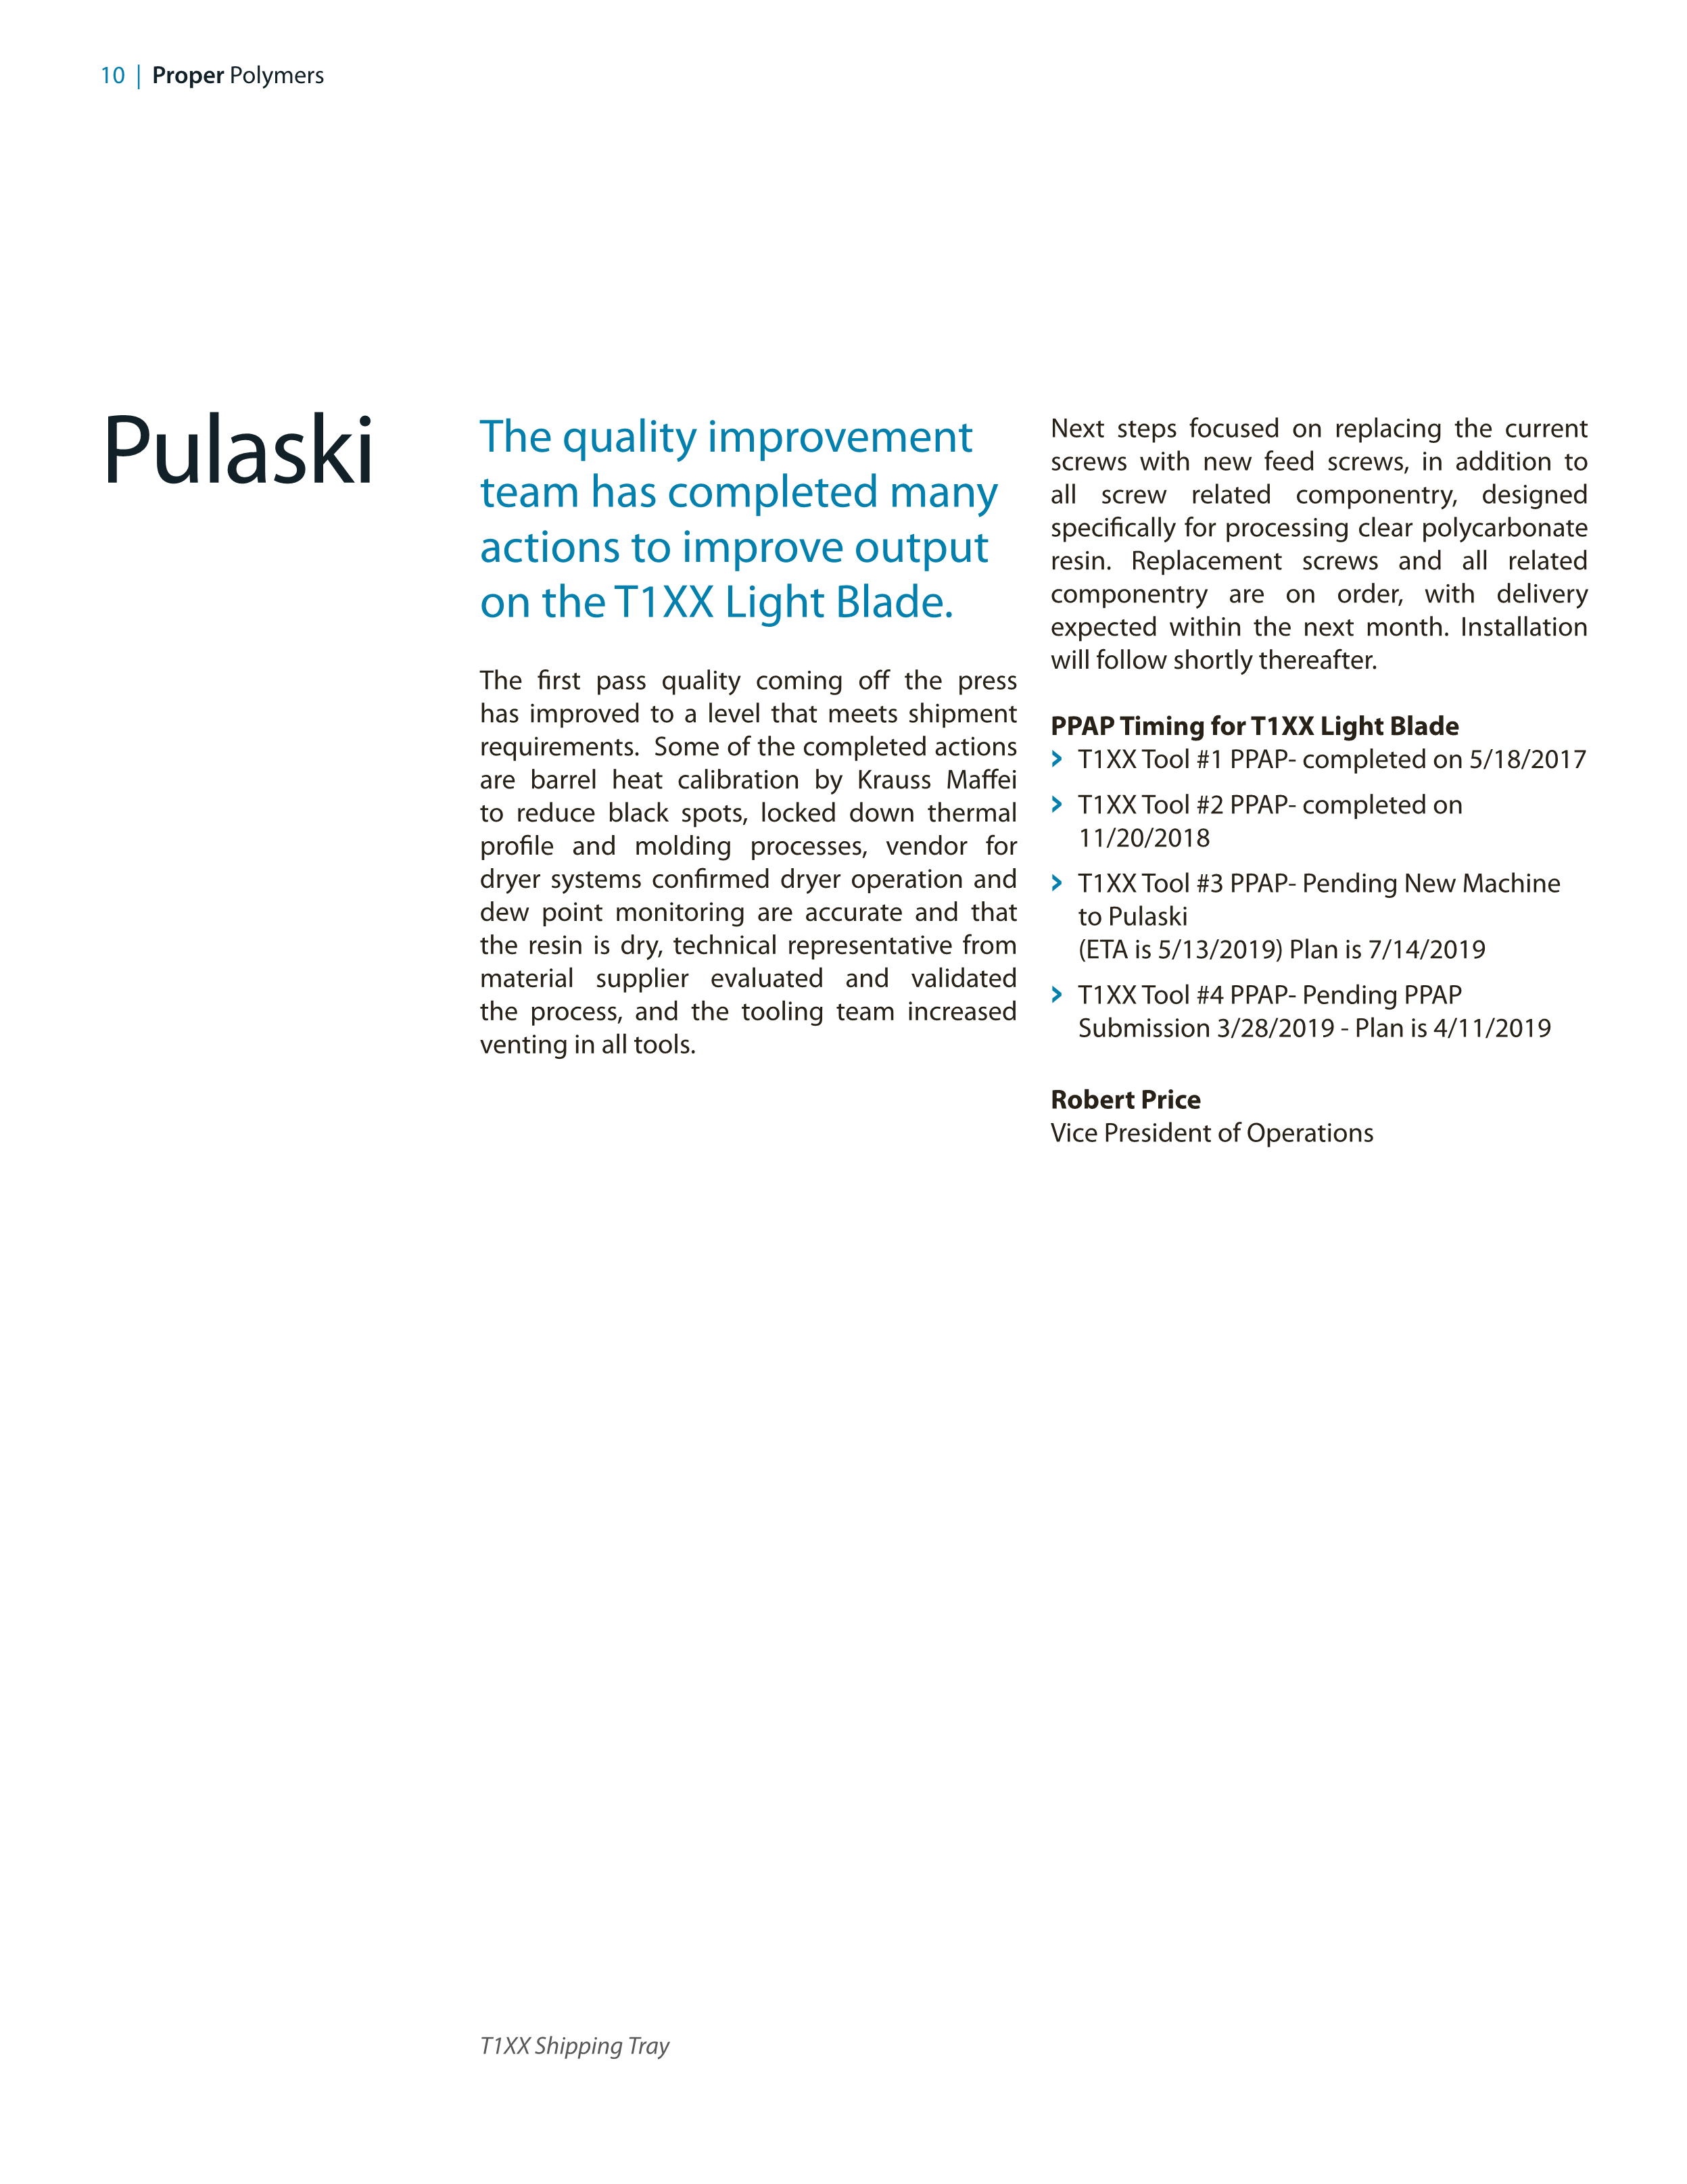 10 | Proper Polymers
Pulaski
The quality improvement
team has completed many
actions to improve output
on the T1XX Light Blade.
The first pass quality coming off the press
has improved to a level that meets shipment
requirements.  Some of the completed actions
are barrel heat calibration by Krauss Maffei
to reduce black spots, locked down thermal
profile and molding processes, vendor for
dryer systems confirmed dryer operation and
dew point monitoring are accurate and that
the resin is dry, technical representative from
material supplier evaluated and validated
the process, and the tooling team increased
venting in all tools.
Next steps focused on replacing the current
screws with new feed screws, in addition to
all screw related componentry, designed
specifically for processing clear polycarbonate
resin. Replacement screws and all related
componentry are on order, with delivery
expected within the next month. Installation
will follow shortly thereafter.
PPAP Timing for T1XX Light Blade
› T1XX Tool #1 PPAP- completed on 5/18/2017
› T1XX Tool #2 PPAP- completed on
11/20/2018
› T1XX Tool #3 PPAP- Pending New Machine
to Pulaski
(ETA is 5/13/2019) Plan is 7/14/2019
› T1XX Tool #4 PPAP- Pending PPAP
Submission 3/28/2019 - Plan is 4/11/2019
Robert Price
Vice President of Operations
T1XX Shipping Tray